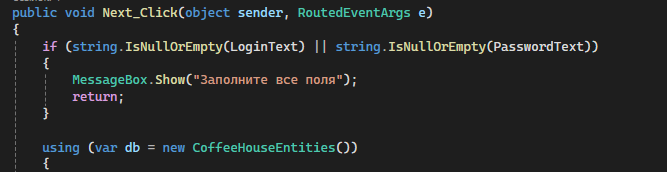 public void Next_Click(object sender, RoutedEventArgs e)
{
if (string.IsNullOrEmpty(LoginText) || string.IsNullOrEmpty(PasswordText))
{
MessageBox.Show("Заполните все поля");
return;
}
using (var db = new CoffeeHouseEntities())
{